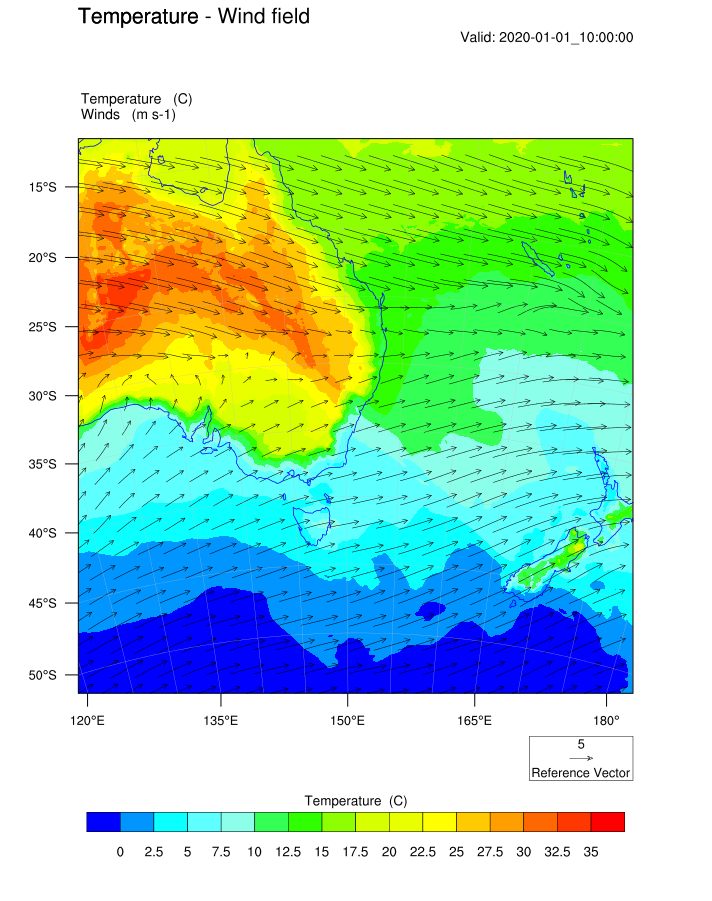 Temperature - Wind field
Valid: 2020-01-01_10:00:00
Temperature (C)
Winds (m s-1)
15°S
20°S
25°S
30°S
35°S
40°S
45°S
50°S
120°E 135°E 150°E 165°E 180°
5
Reference Vector
Temperature (C)
0 2.5 5 7.5 10 12.5 15 17.5 20 22.5 25 27.5 30 32.5 35